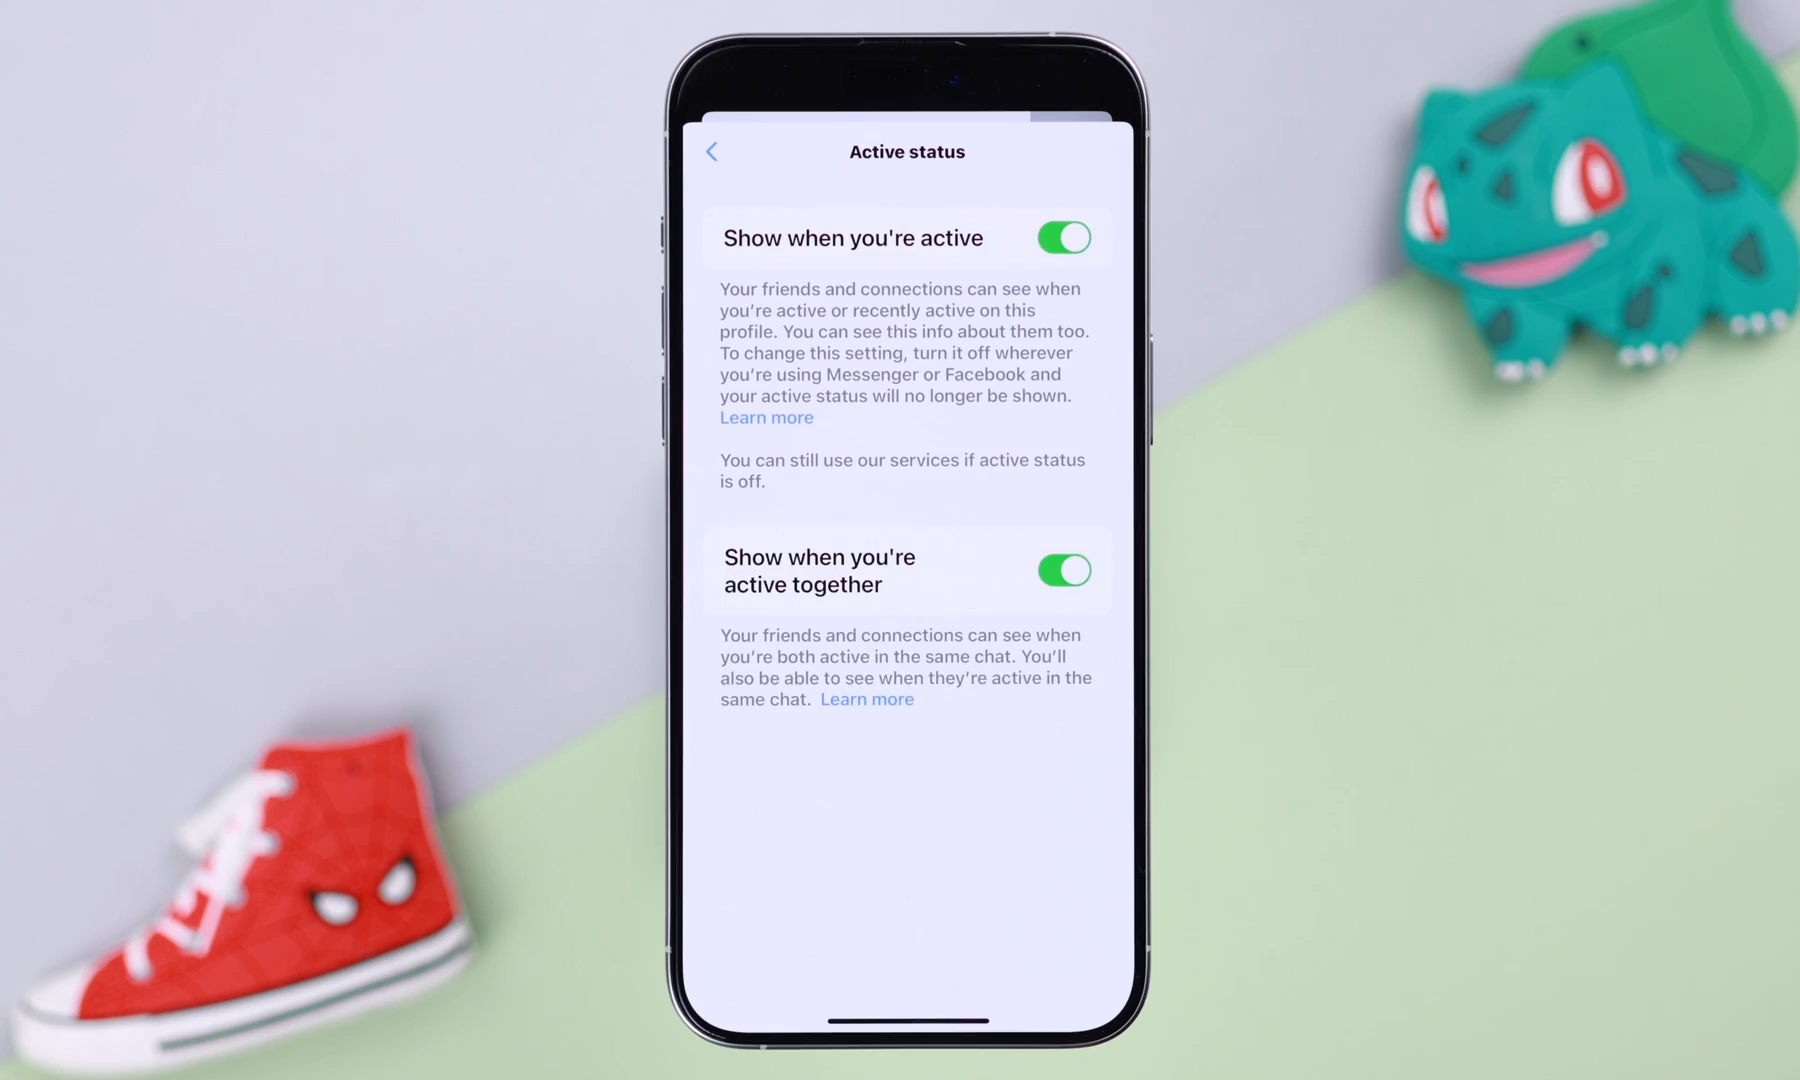 Active status
Show when you're active
Your friends and connections can see when
you're active or recently active on this
profile. You can see this info about them too.
To change this setting, turn it off wherever
you're using Messenger or Facebook and
your active status will no longer be shown.
Learn more
You can still use our services if active status
is off.
Show when you're
active together
Your friends and connections can see when
you're both active in the same chat. You'll
also be able to see when they're active in the
same chat. Learn more